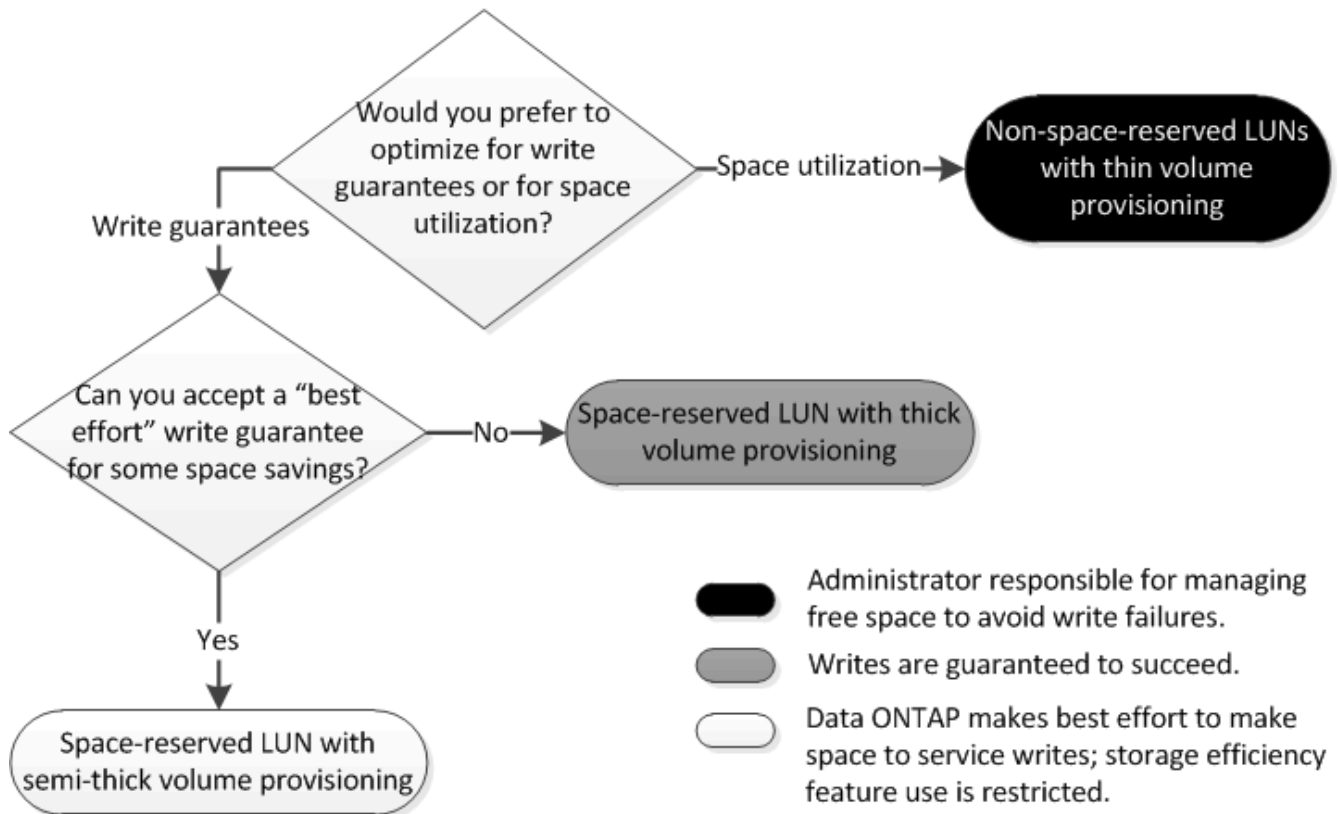 Would you prefer to
optimize for write
guarantees or for space
utilization?
Space utilization
Non-space-reserved LUNs
with thin volume
provisioning
Write guarantees
Can you accept a “best
effort” write guarantee
for some space savings?
No
Space-reserved LUN with thick
volume provisioning
Yes
Space-reserved LUN with
semi-thick volume provisioning
Administrator responsible for managing
free space to avoid write failures.
Writes are guaranteed to succeed.
Data ONTAP makes best effort to make
space to service writes; storage efficiency
feature use is restricted.